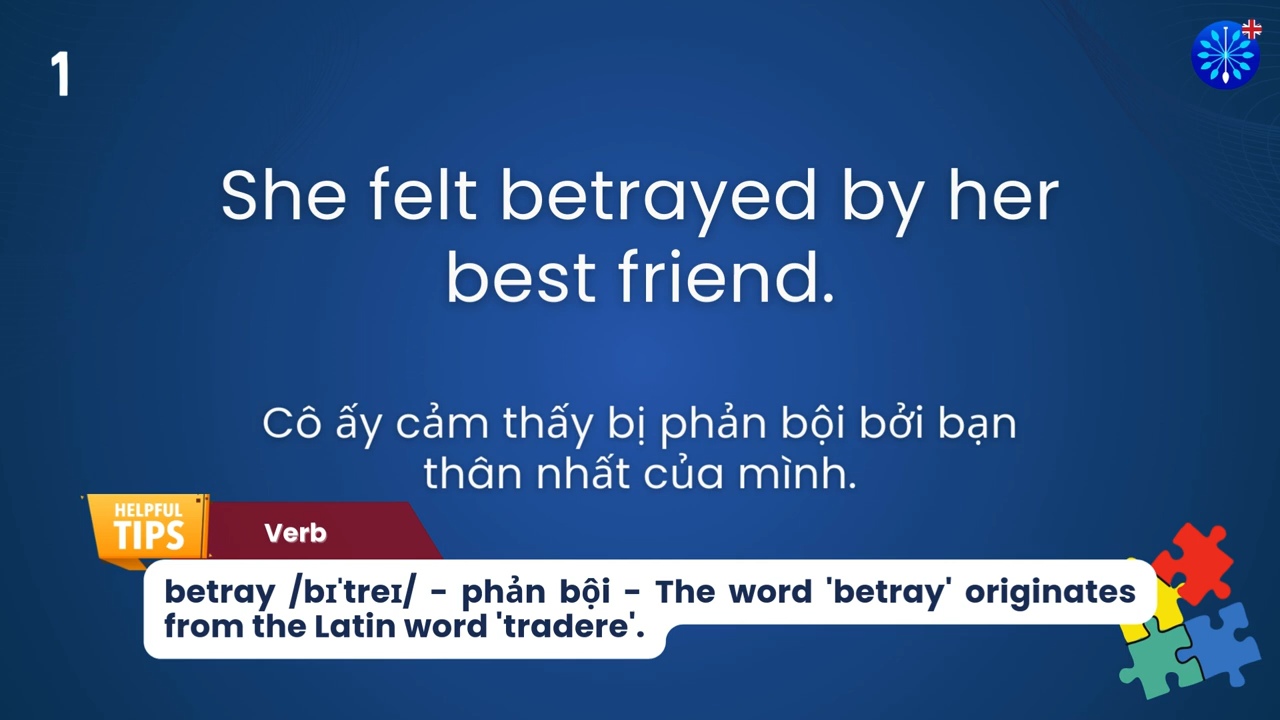 1
She felt betrayed by her
best friend.
Cô ấy cảm thấy bị phản bội bởi bạn
thân nhất của mình.
HELPFUL
TIPS
Verb
betray /bɪˈtreɪ/ - phản bội - The word 'betray' originates
from the Latin word 'tradere'.